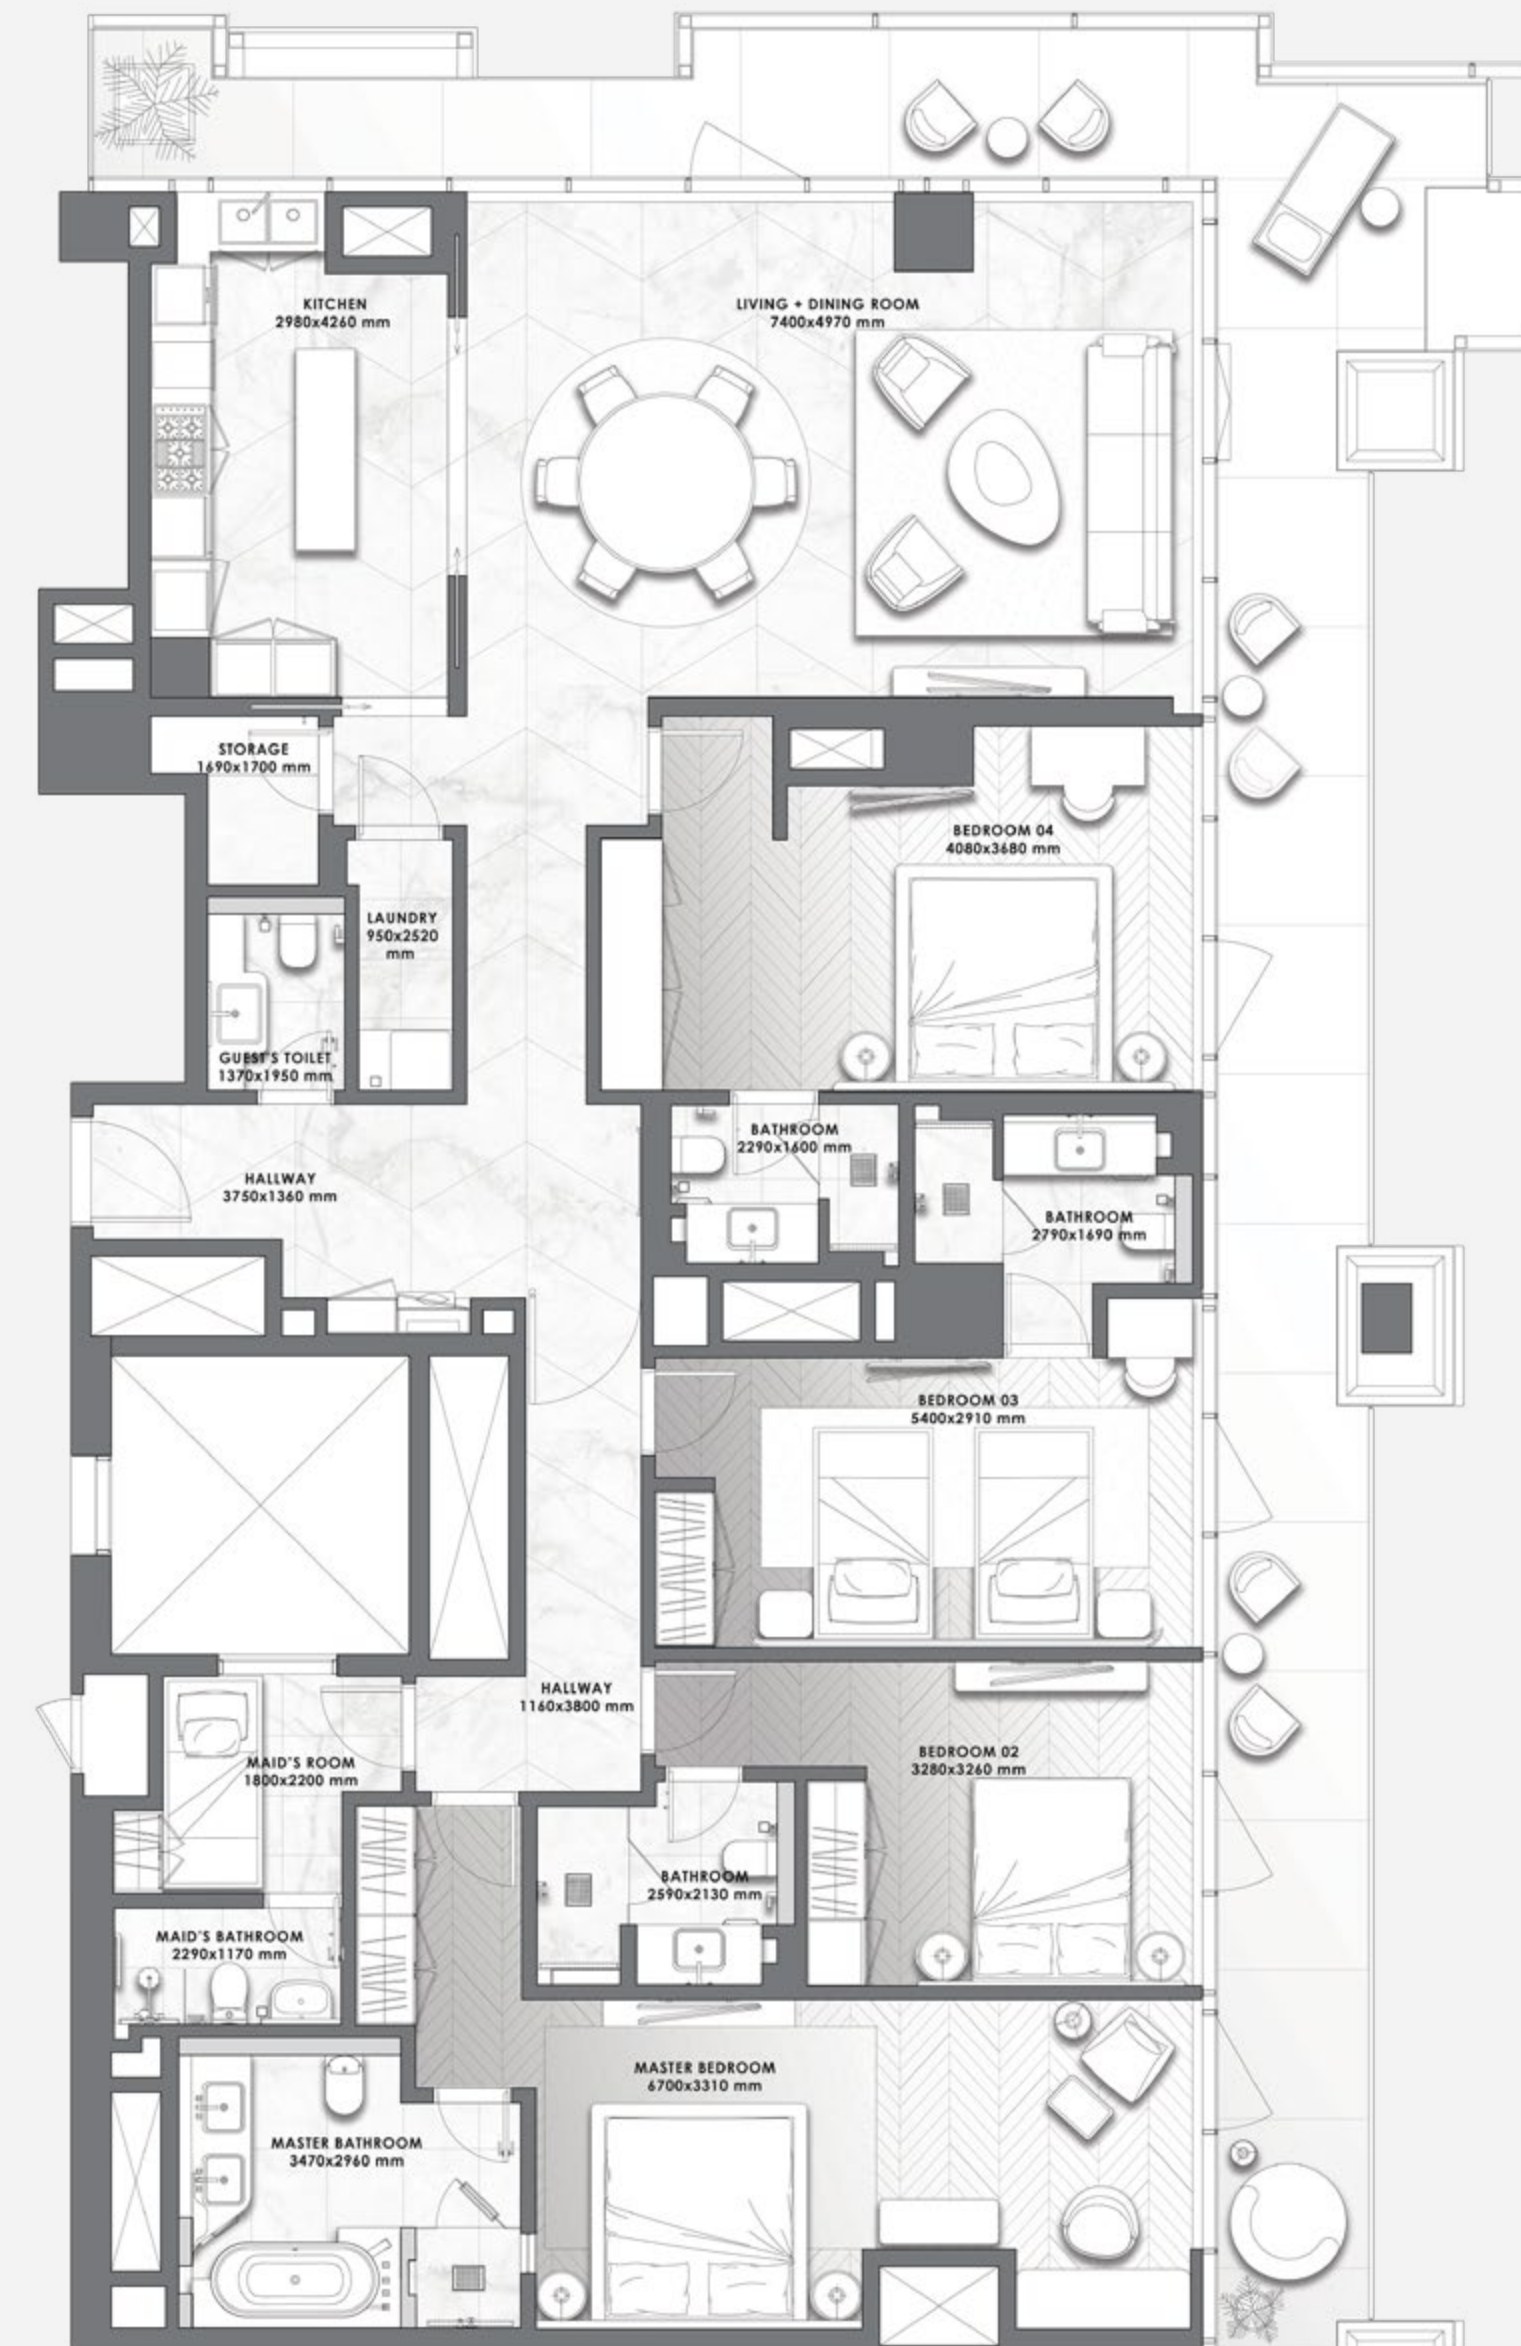 KITCHEN
2980x4260 mm
LIVING + DINING ROOM
7400x4970 mm
STORAGE
1690x1700 mm
BEDROOM 04
4080x3680 mm
LAUNDRY
950x2520
mm
GUEST'S TOILET
1370x1950 mm
BATHROOM
2290x1600 mm
HALLWAY
3750x1360 mm
BATHROOM
2790x1690 mm
BEDROOM 03
5400x2910 mm
HALLWAY
1160x3800 mm
MAID'S ROOM
1800x2200 mm
BEDROOM 02
3280x3260 mm
BATHROOM
2590x2130 mm
MAID'S BATHROOM
2290x1170 mm
MASTER BEDROOM
6700x3310 mm
MASTER BATHROOM
3470x2960 mm